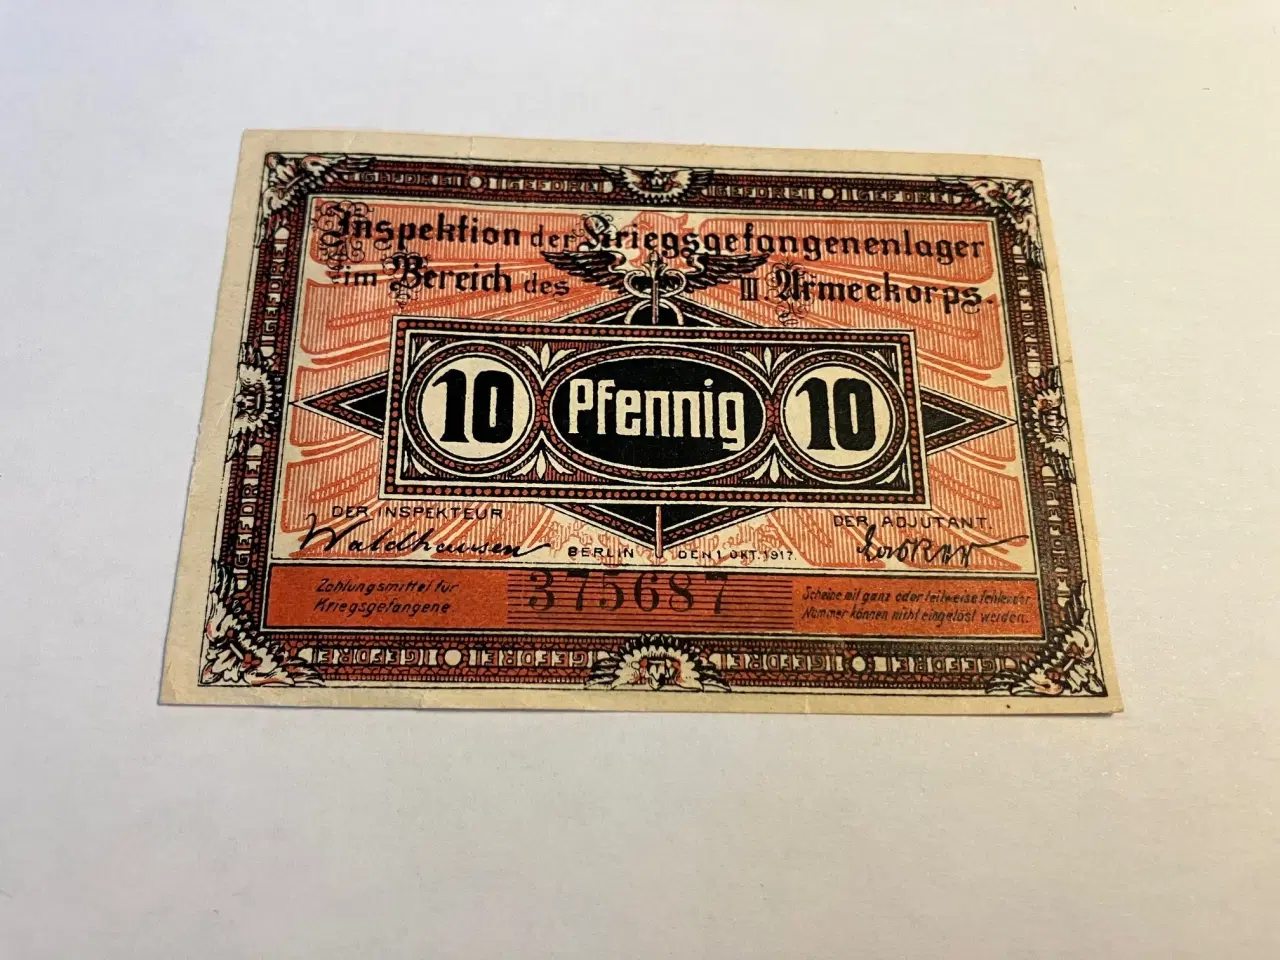 Inspektion der Kriegsgefangenenlager
im Bereich des III. Armeekorps.
10 Pfennig 10
DER INSPEKTEUR
Waldhausen
BERLIN DEN 1 OKT. 1917.
DER ADJUTANT.
Zahlungsmittel für
Kriegsgefangene
375687
Scheine mit ganz oder teilweise fehlender
Nummer können nicht eingelöst werden.